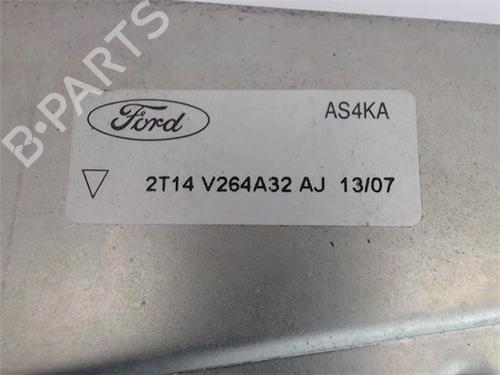 B-PARTS
Ford
AS4KA
2T14 V264A32 AJ 13/07